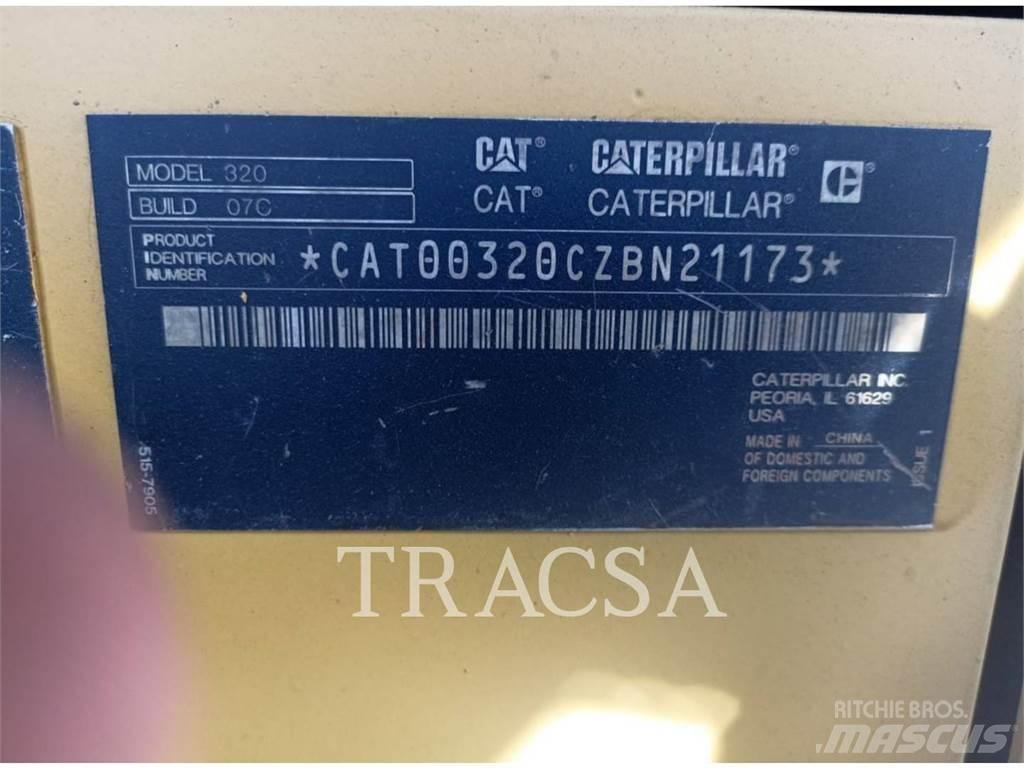 CAT® CATERPILLAR®
CAT® CATERPILLAR®
MODEL 320
BUILD 07C
PRODUCT
IDENTIFICATION
NUMBER
*CAT00320CZBN21173*
CATERPILLAR INC.
PEORIA, IL 61629
USA
MADE IN CHINA
OF DOMESTIC AND
FOREIGN COMPONENTS
ISSUE 1
515-7905
TRACSA
RITCHIE BROS.
MASCUS